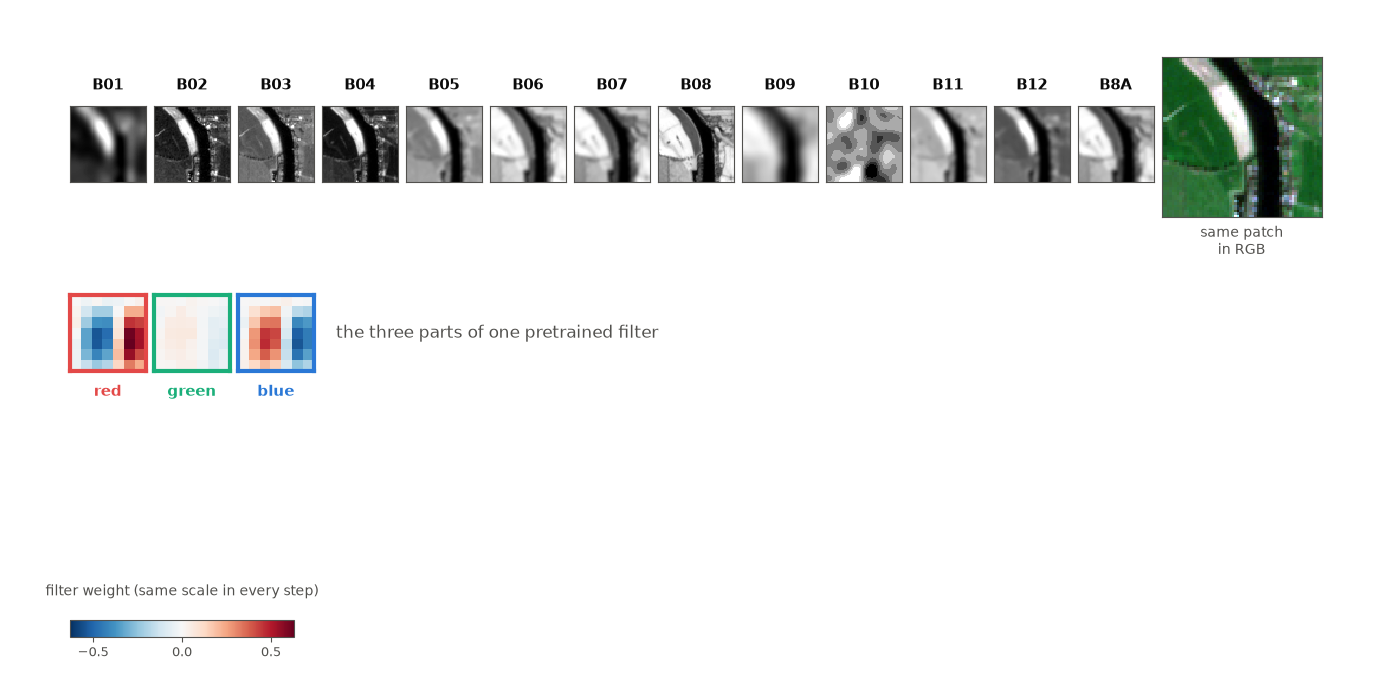 B01 B02 B03 B04 B05 B06 B07 B08 B09 B10 B11 B12 B8A
same patch
in RGB
the three parts of one pretrained filter
red green blue
filter weight (same scale in every step)
−0.5 0.0 0.5